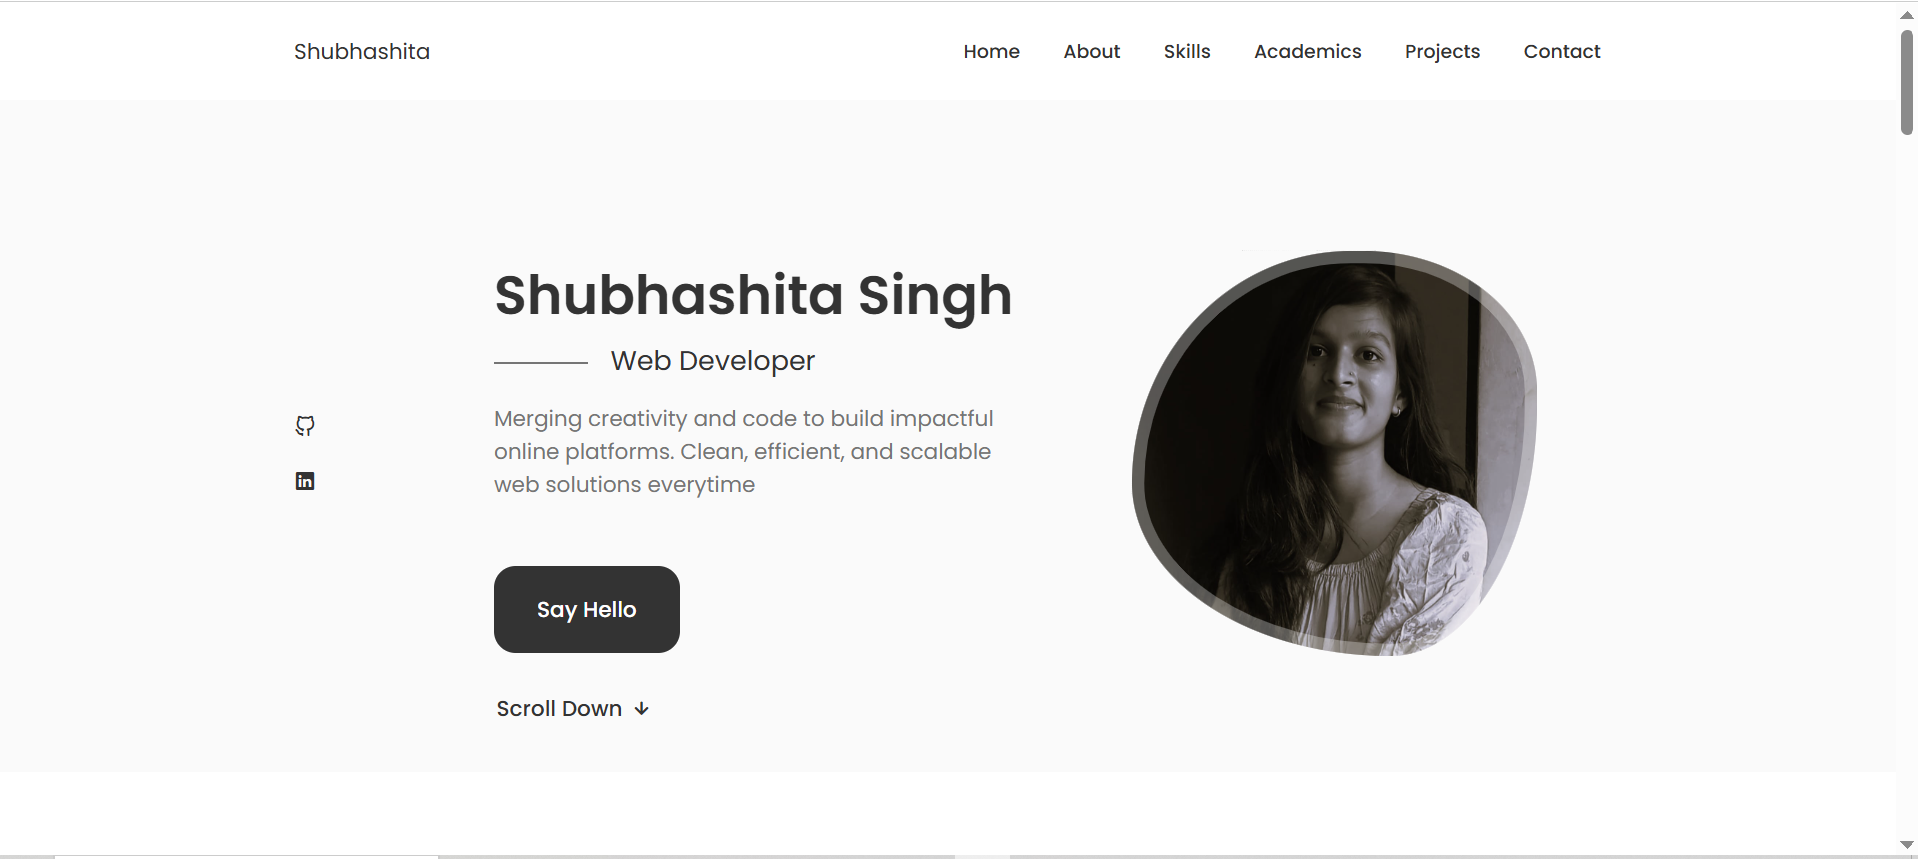 Shubhashita
Home About Skills Academics Projects Contact
Shubhashita Singh
Web Developer
Merging creativity and code to build impactful
online platforms. Clean, efficient, and scalable
web solutions everytime
in
Say Hello
Scroll Down